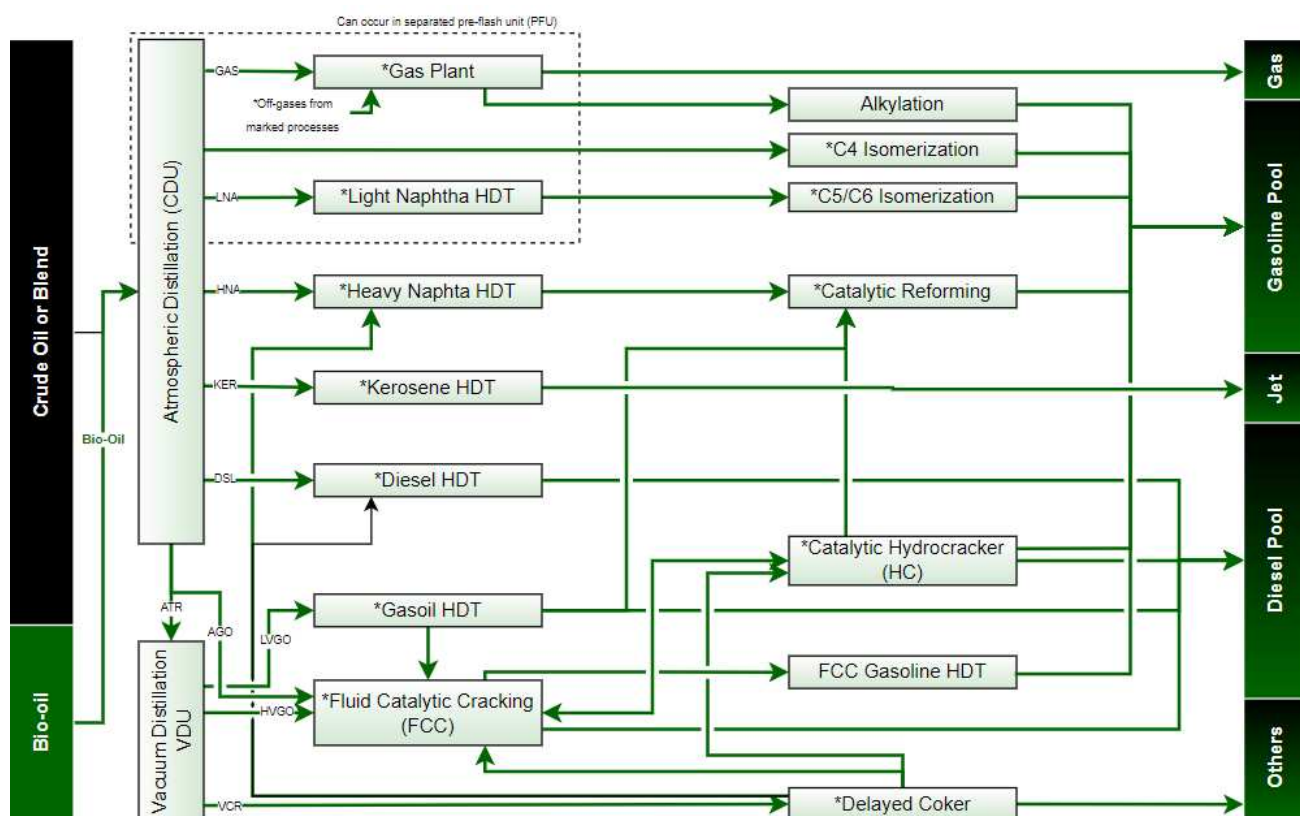 Can occur in separated pre-flash unit (PFU)
Crude Oil or Blend
Bio-oil
Bio-Oil
Atmospheric Distillation (CDU)
Vacuum Distillation
VDU
GAS
*Gas Plant
*Off-gases from
marked processes
Alkylation
*C4 Isomerization
LNA
*Light Naphtha HDT
*C5/C6 Isomerization
HNA
*Heavy Naphta HDT
*Catalytic Reforming
KER
*Kerosene HDT
DSL
*Diesel HDT
*Catalytic Hydrocracker
(HC)
ATR
AGO
LVGO
*Gasoil HDT
HVGO
*Fluid Catalytic Cracking
(FCC)
FCC Gasoline HDT
VCR
*Delayed Coker
Gas
Gasoline Pool
Jet
Diesel Pool
Others